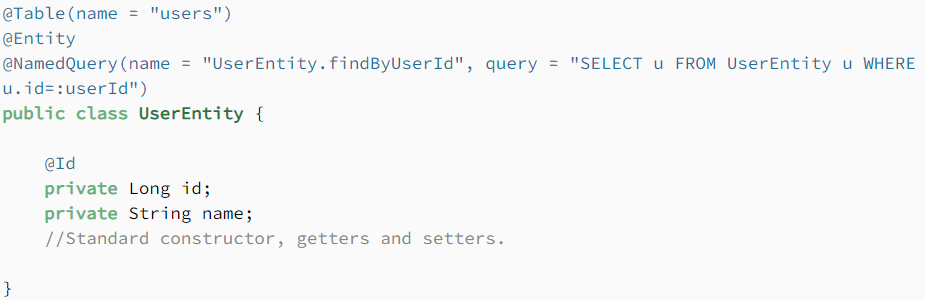 @Table(name = "users")
@Entity
@NamedQuery(name = "UserEntity.findByUserId", query = "SELECT u FROM UserEntity u WHERE
u.id=:userId")
public class UserEntity {
@Id
private Long id;
private String name;
//Standard constructor, getters and setters.
}